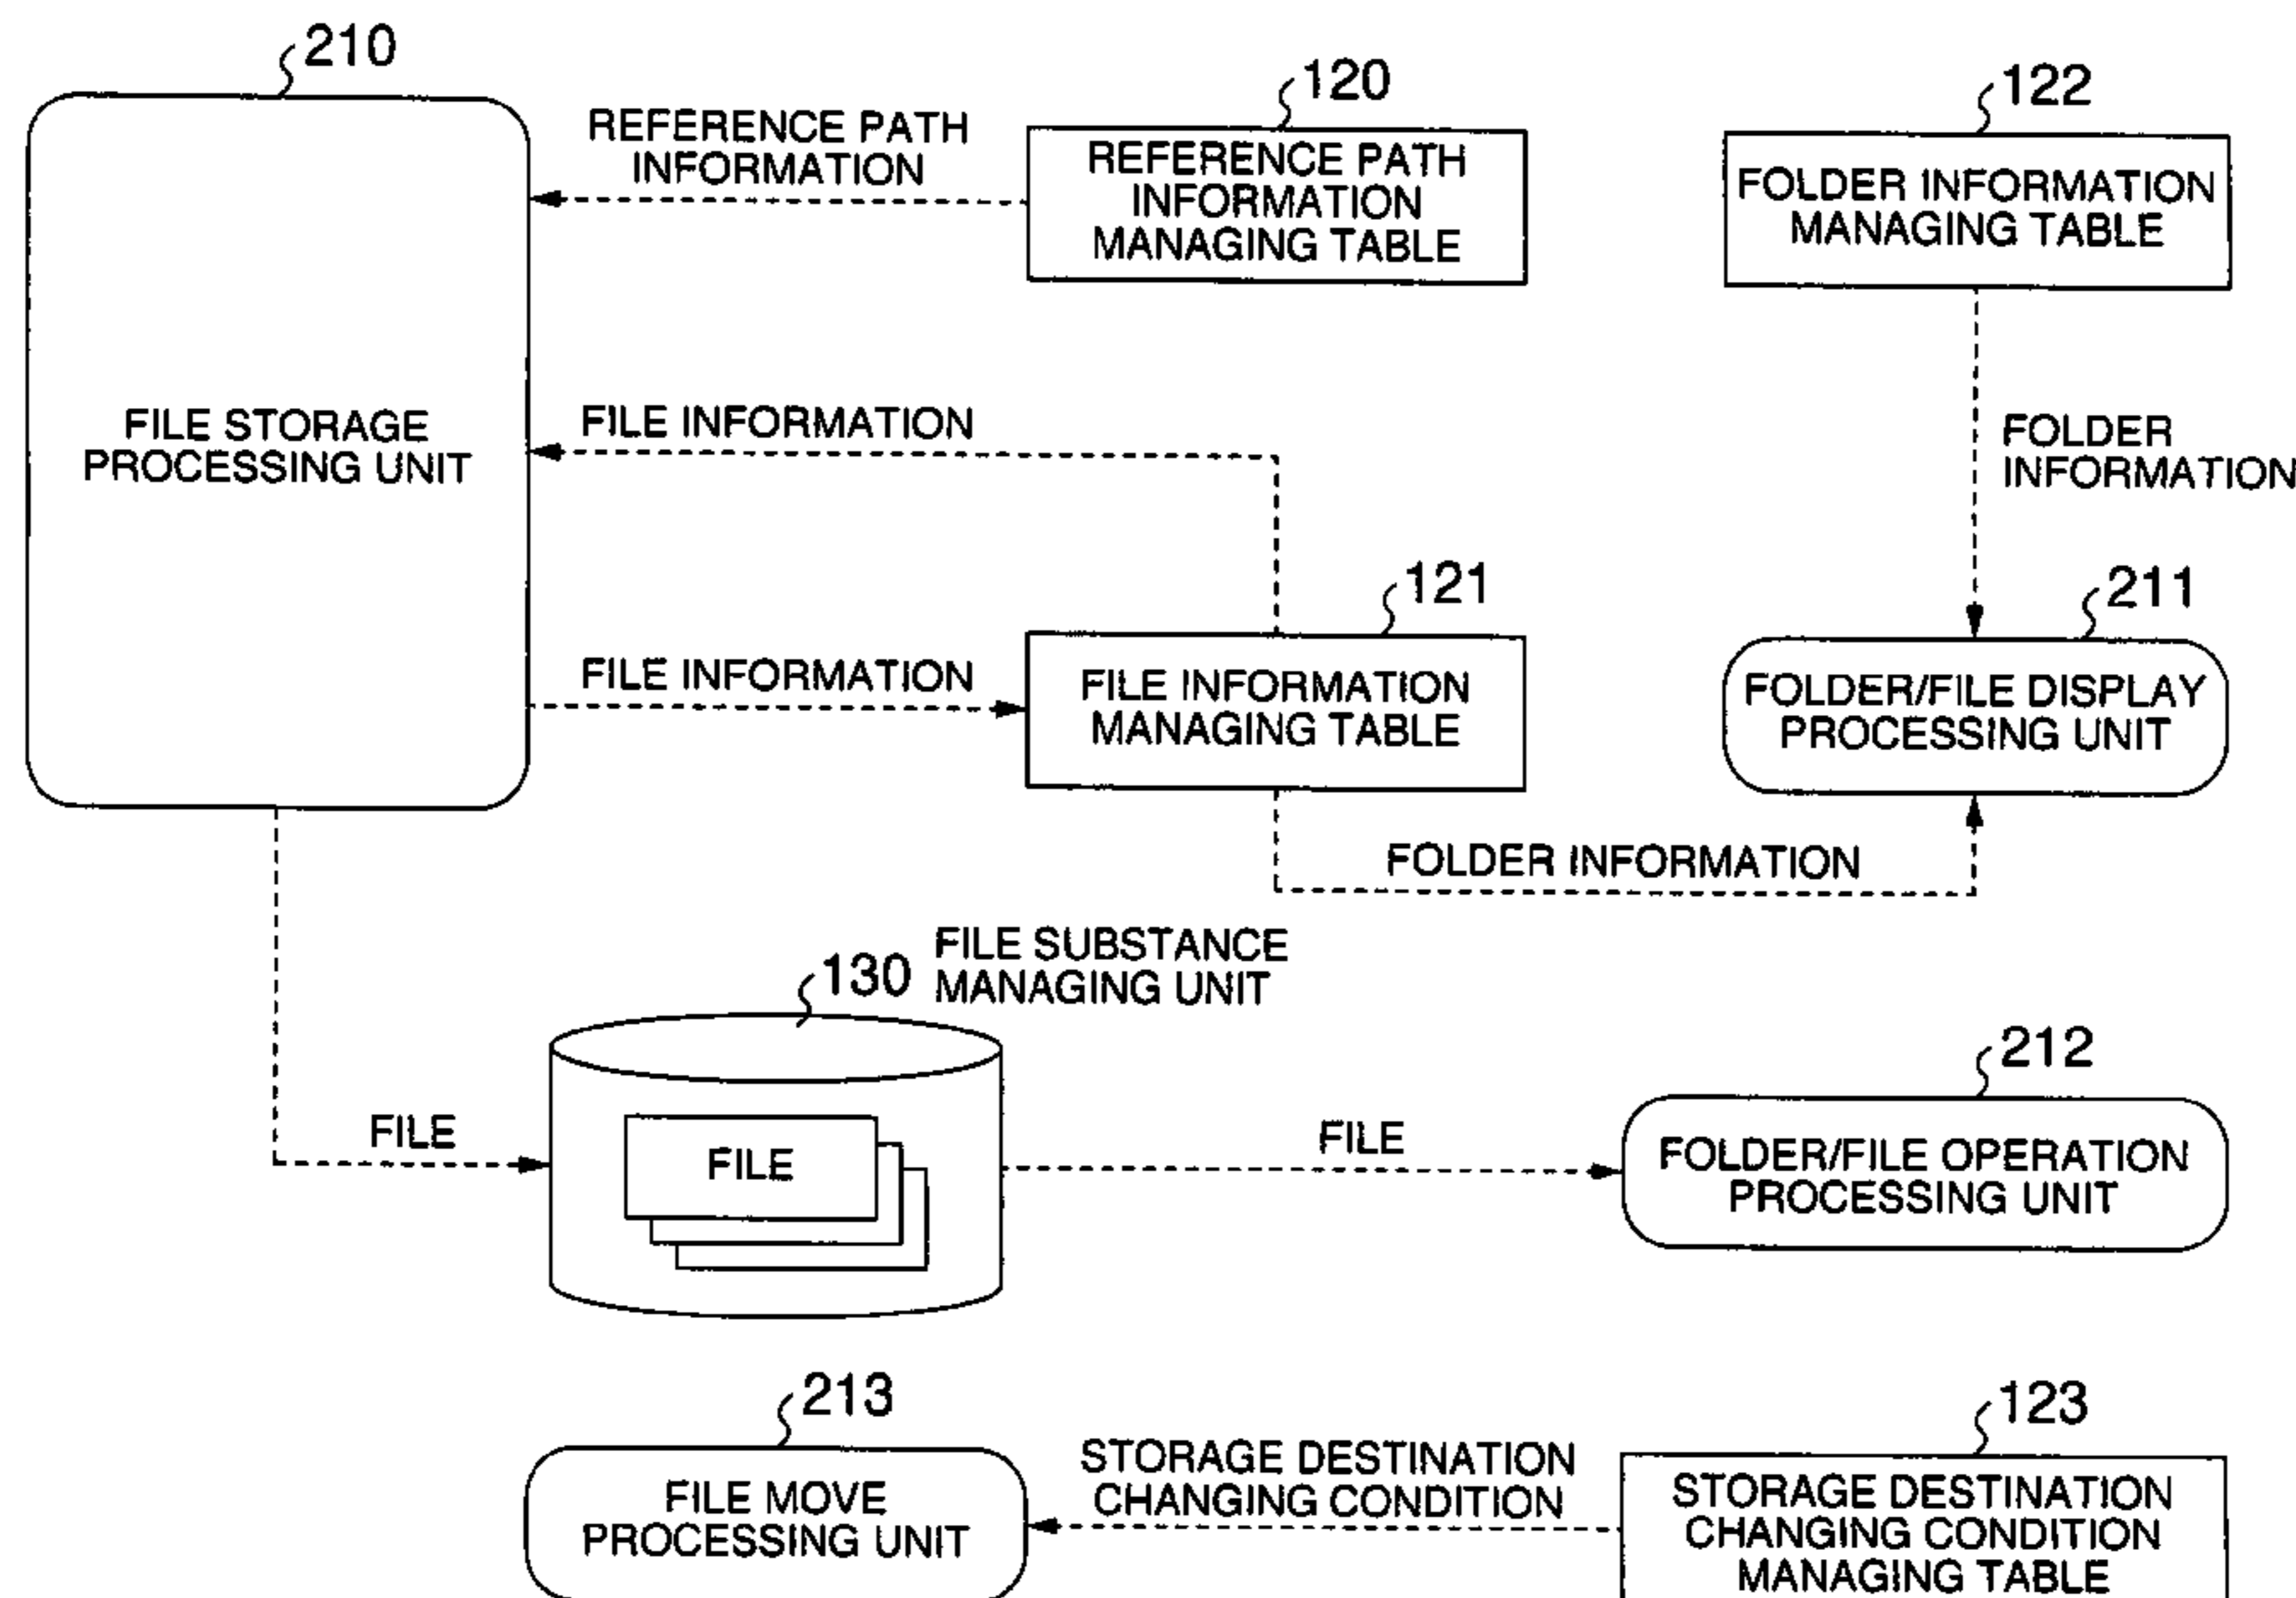 210
120
122
REFERENCE PATH
INFORMATION
REFERENCE PATH
INFORMATION
MANAGING TABLE
FOLDER INFORMATION
MANAGING TABLE
FILE STORAGE
PROCESSING UNIT
FILE INFORMATION
FOLDER
INFORMATION
121
211
FILE INFORMATION
FILE INFORMATION
MANAGING TABLE
FOLDER/FILE DISPLAY
PROCESSING UNIT
FOLDER INFORMATION
130
FILE SUBSTANCE
MANAGING UNIT
212
FILE
FILE
FILE
FOLDER/FILE OPERATION
PROCESSING UNIT
213
123
FILE MOVE
PROCESSING UNIT
STORAGE DESTINATION
CHANGING CONDITION
STORAGE DESTINATION
CHANGING CONDITION
MANAGING TABLE